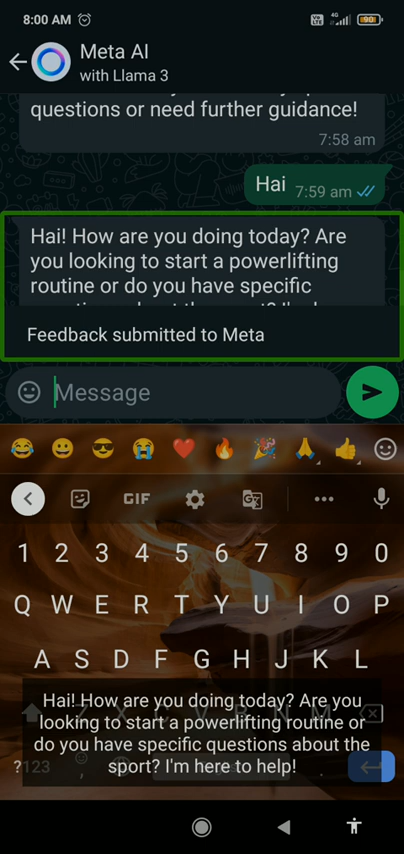 8:00 AM
Vo
LTE
4G
90
Meta AI
with Llama 3
questions or need further guidance!
7:58 am
Hai
7:59 am
Hai! How are you doing today? Are
you looking to start a powerlifting
routine or do you have specific
Feedback submitted to Meta
Message
GIF
1 2 3 4 5 6 7 8 9 0
Q W E R T Y U I O P
A S D F G H J K L
Z X C V B N M
Hai! How are you doing today? Are you
looking to start a powerlifting routine or
do you have specific questions about the
sport? I'm here to help!
?123 , .